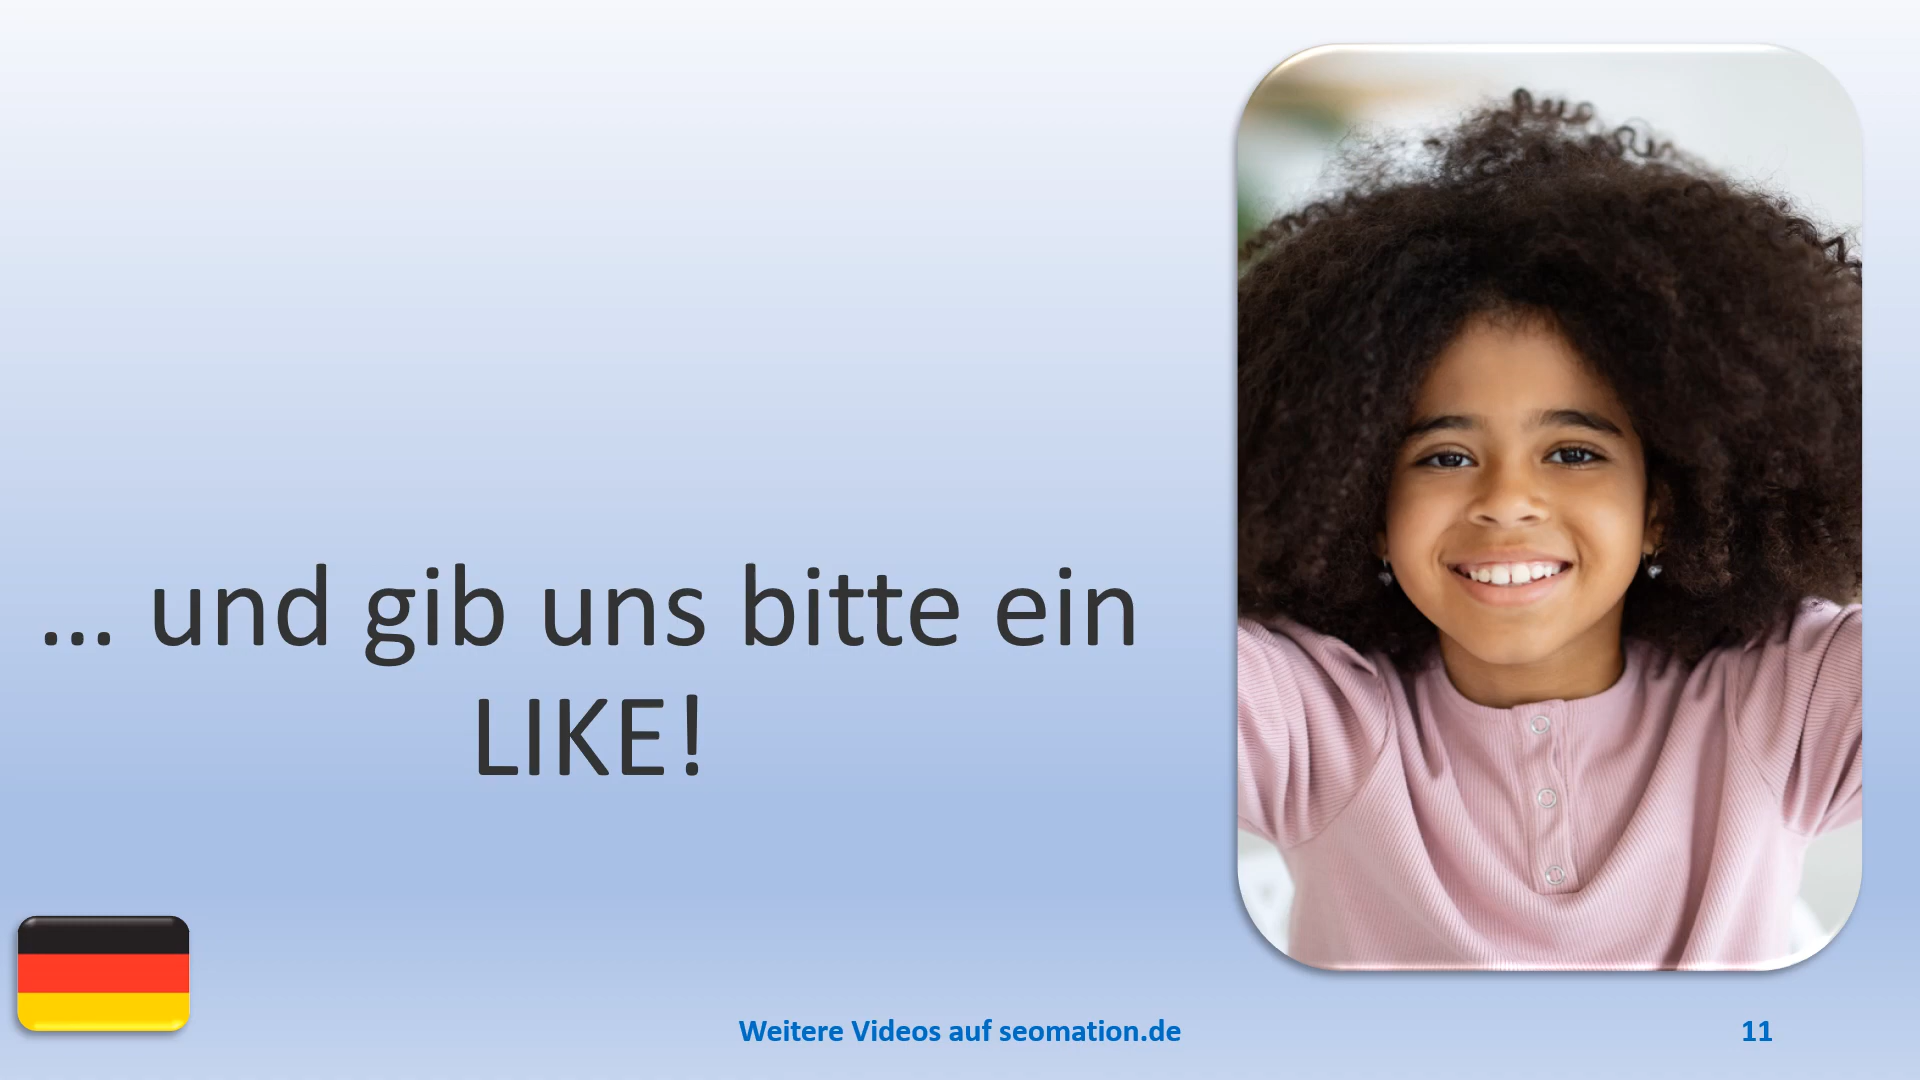 ... und gib uns bitte ein
LIKE!
Weitere Videos auf seomation.de
11